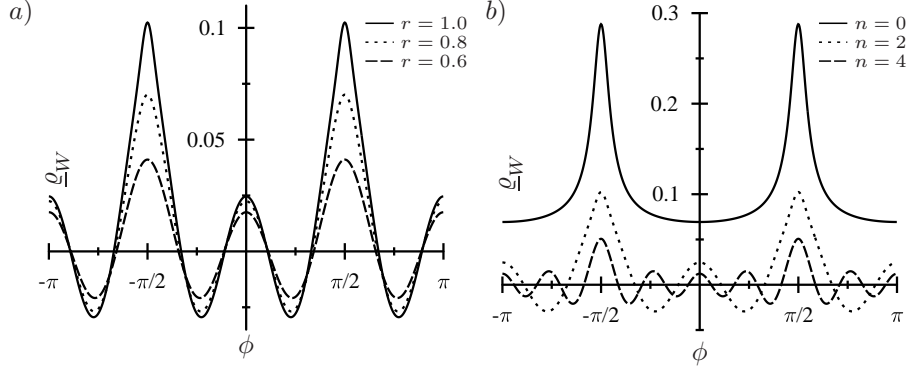 a)
r = 1.0
r = 0.8
r = 0.6
0.1
0.05
ϱ_W
-π
-π/2
π/2
π
ϕ
b)
n = 0
n = 2
n = 4
0.3
0.2
0.1
ϱ_W
-π
-π/2
π/2
π
ϕ